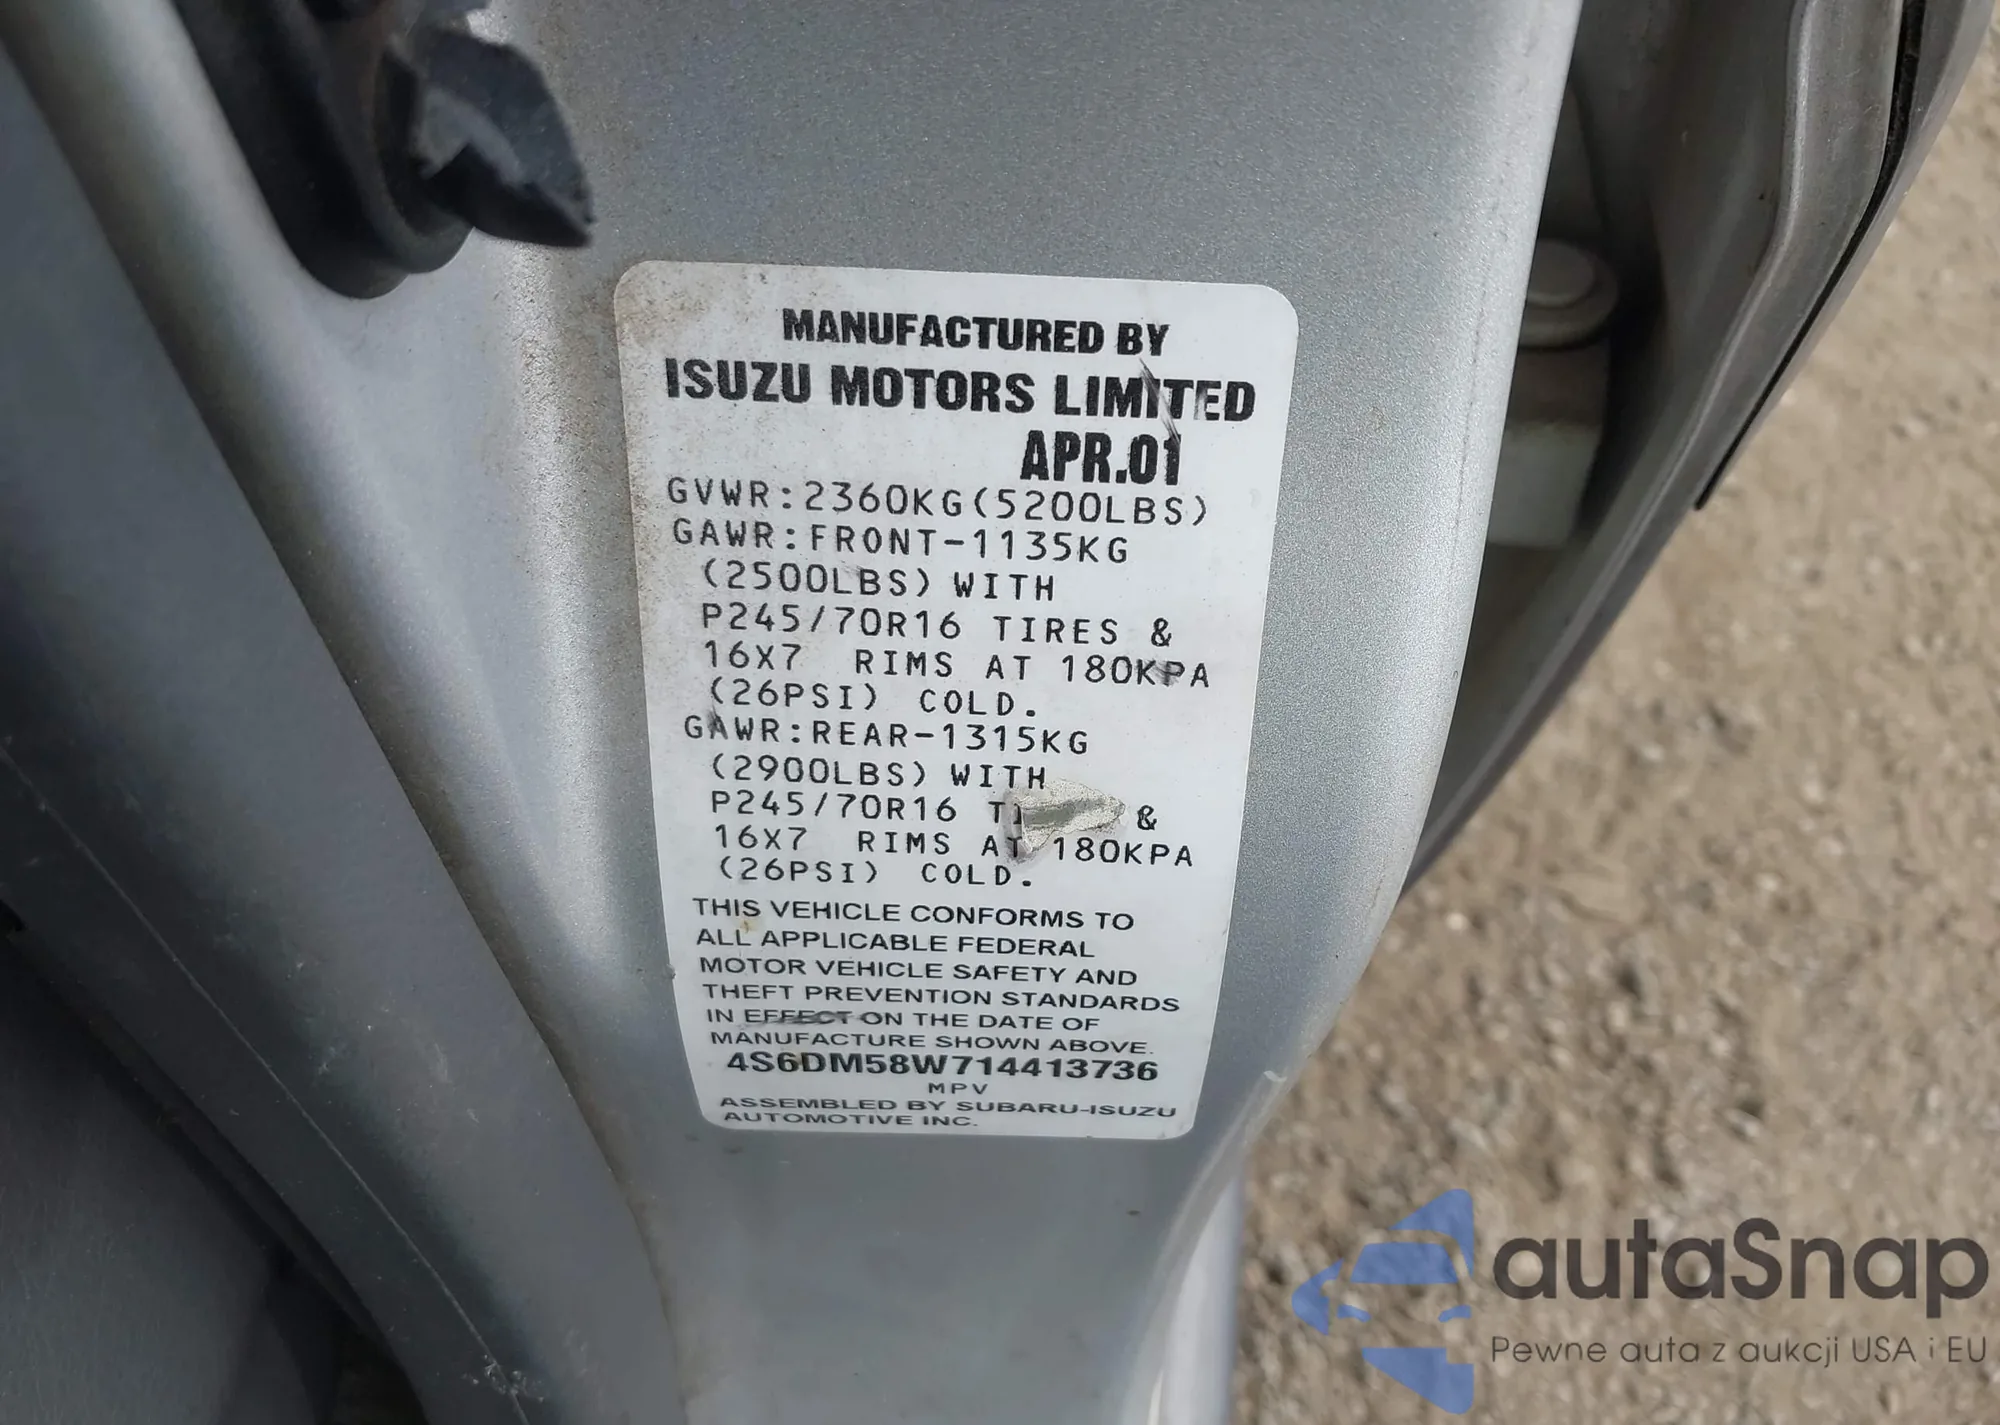 MANUFACTURED BY
ISUZU MOTORS LIMITED
APR.01
GVWR:2360KG(5200LBS)
GAWR:FRONT-1135KG
(2500LBS) WITH
P245/70R16 TIRES &
16X7 RIMS AT 180KPA
(26PSI) COLD.
GAWR:REAR-1315KG
(2900LBS) WITH
P245/70R16 &
16X7 RIMS AT 180KPA
(26PSI) COLD.
THIS VEHICLE CONFORMS TO
ALL APPLICABLE FEDERAL
MOTOR VEHICLE SAFETY AND
THEFT PREVENTION STANDARDS
IN EFFECT ON THE DATE OF
MANUFACTURE SHOWN ABOVE.
4S6DM58W714413736
MPV
ASSEMBLED BY SUBARU-ISUZU
AUTOMOTIVE INC.
autaSnap
Pewne auta z aukcji USA i EU